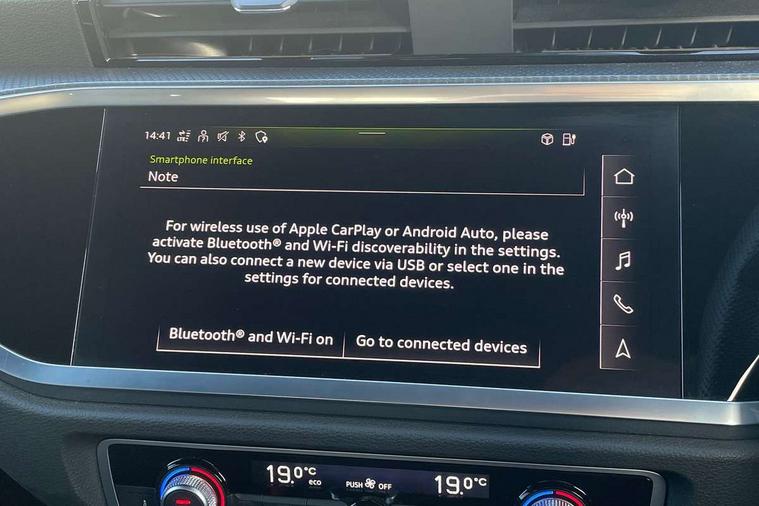 14:41 LTE
Smartphone interface
Note
For wireless use of Apple CarPlay or Android Auto, please
activate Bluetooth® and Wi-Fi discoverability in the settings.
You can also connect a new device via USB or select one in the
settings for connected devices.
Bluetooth® and Wi-Fi on
Go to connected devices
19.0°C
eco
PUSH OFF
19.0°C